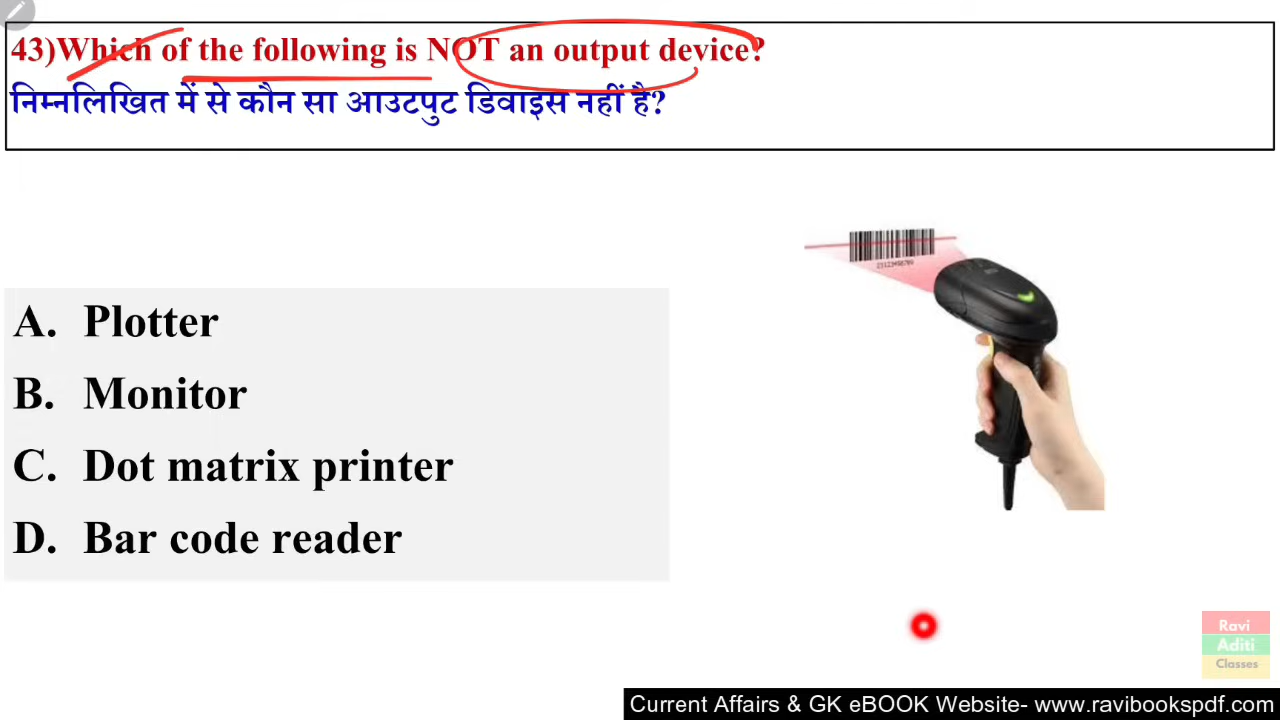 43)Which of the following is NOT an output device?
निम्नलिखित में से कौन सा आउटपुट डिवाइस नहीं है?
A. Plotter
B. Monitor
C. Dot matrix printer
D. Bar code reader
Ravi
Aditi
Classes
Current Affairs & GK eBOOK Website- www.ravibookspdf.com